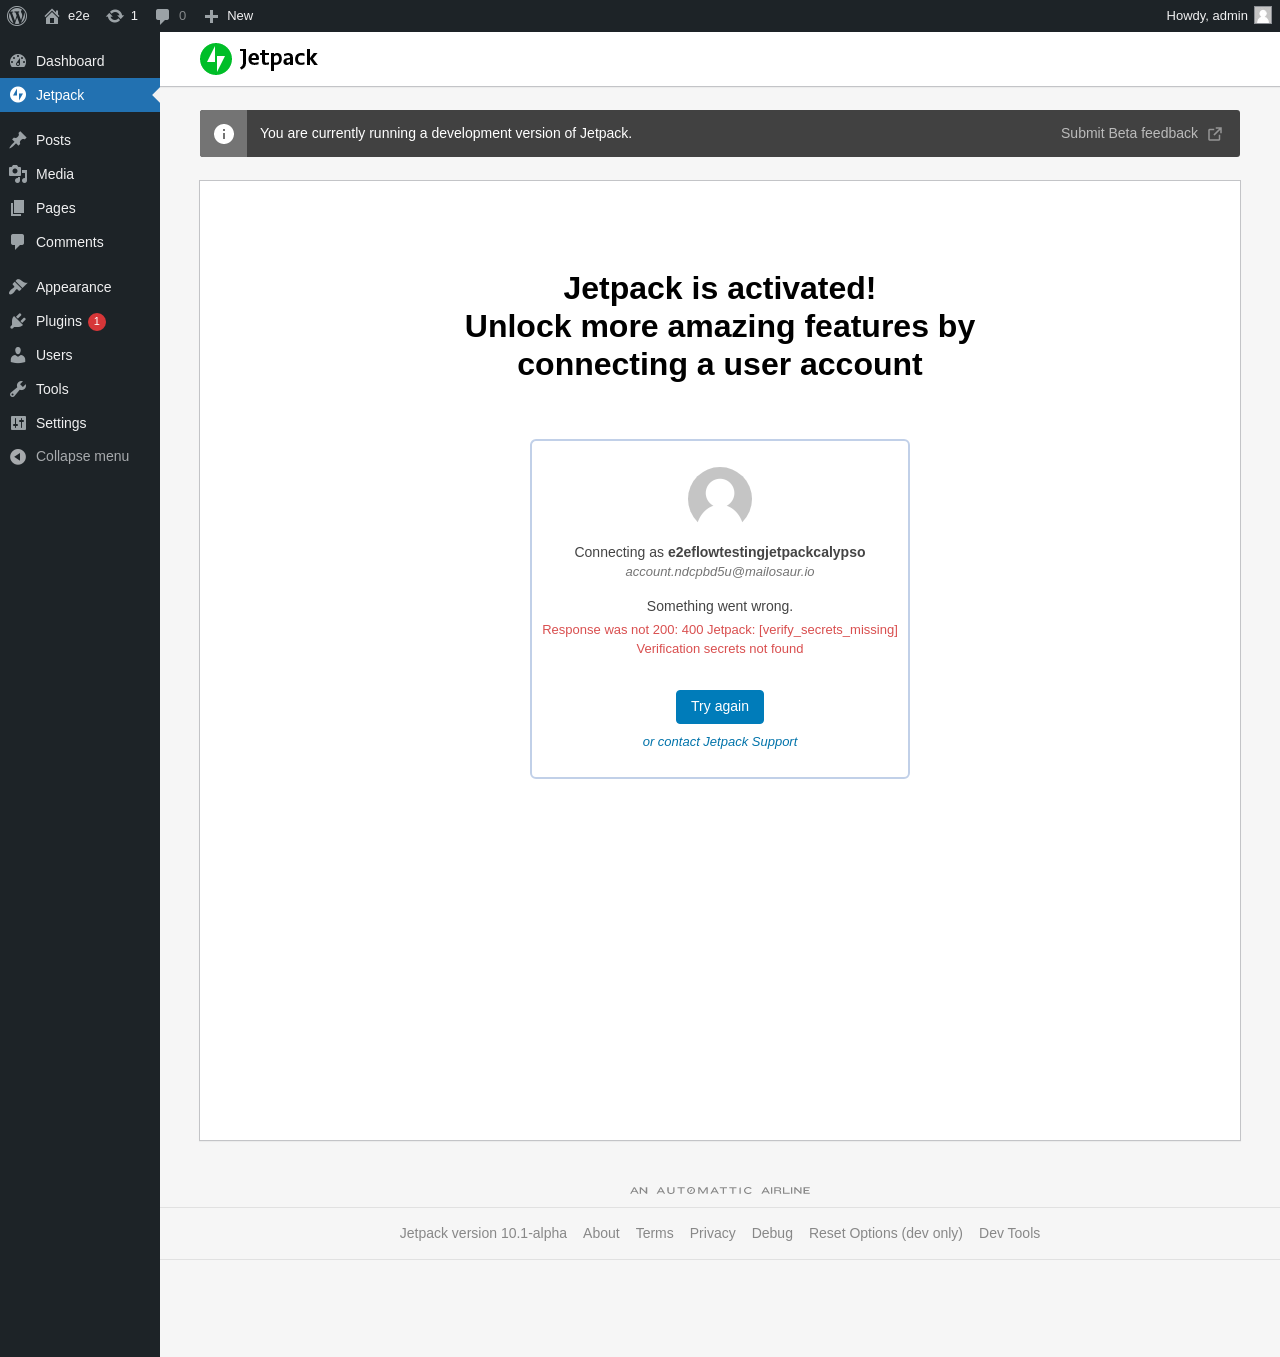 e2e
1
0
New
Howdy, admin
Dashboard
Jetpack
Posts
Media
Pages
Comments
Appearance
Plugins 1
Users
Tools
Settings
Collapse menu
Jetpack
You are currently running a development version of Jetpack.
Submit Beta feedback
Jetpack is activated!
Unlock more amazing features by
connecting a user account
Connecting as e2eflowtestingjetpackcalypso
account.ndcpbd5u@mailosaur.io
Something went wrong.
Response was not 200: 400 Jetpack: [verify_secrets_missing]
Verification secrets not found
Try again
or contact Jetpack Support
AN AUTOMATTIC AIRLINE
Jetpack version 10.1-alpha About Terms Privacy Debug Reset Options (dev only) Dev Tools